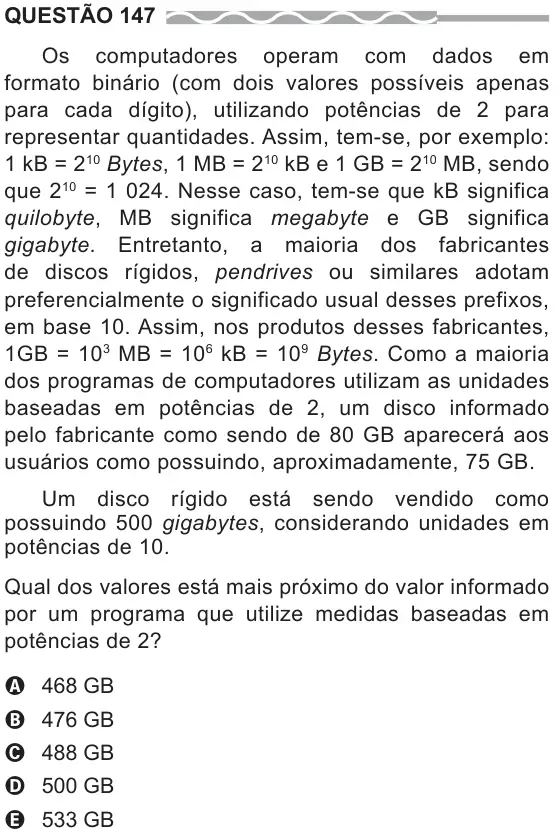 QUESTÃO 147
Os computadores operam com dados em
formato binário (com dois valores possíveis apenas
para cada dígito), utilizando potências de 2 para
representar quantidades. Assim, tem-se, por exemplo:
1 kB = 2¹⁰ Bytes, 1 MB = 2¹⁰ kB e 1 GB = 2¹⁰ MB, sendo
que 2¹⁰ = 1 024. Nesse caso, tem-se que kB significa
quilobyte, MB significa megabyte e GB significa
gigabyte. Entretanto, a maioria dos fabricantes
de discos rígidos, pendrives ou similares adotam
preferencialmente o significado usual desses prefixos,
em base 10. Assim, nos produtos desses fabricantes,
1GB = 10³ MB = 10⁶ kB = 10⁹ Bytes. Como a maioria
dos programas de computadores utilizam as unidades
baseadas em potências de 2, um disco informado
pelo fabricante como sendo de 80 GB aparecerá aos
usuários como possuindo, aproximadamente, 75 GB.
Um disco rígido está sendo vendido como
possuindo 500 gigabytes, considerando unidades em
potências de 10.
Qual dos valores está mais próximo do valor informado
por um programa que utilize medidas baseadas em
potências de 2?
A 468 GB
B 476 GB
C 488 GB
D 500 GB
E 533 GB